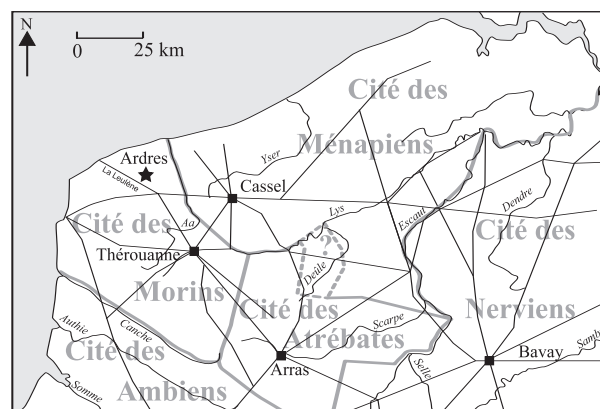 N
0 25 km
Cité des
Ménapiens
Ardres
La Leulène
Yser
Cassel
Lys
Escaut
Dendre
Cité des
Cité des
Aa
Thérouanne
?
Deûle
Morins
Cité des
Nerviens
Atrébates
Scarpe
Authie
Canche
Cité des
Arras
Selle
Bavay
Samb
Somme
Ambiens